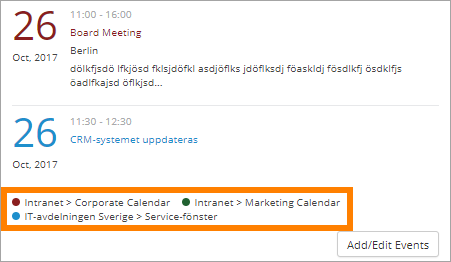 26
Oct, 2017
11:00 - 16:00
Board Meeting
Berlin
dölkfjsdö lfkjösd fklsjdöfkl asdjöflks jdöflksdj föaskldj fösdlkfj ösdklfjs
öadlfkajsd öflkjsd...
26
Oct, 2017
11:30 - 12:30
CRM-systemet uppdateras
Intranet > Corporate Calendar Intranet > Marketing Calendar
IT-avdelningen Sverige > Service-fönster
Add/Edit Events